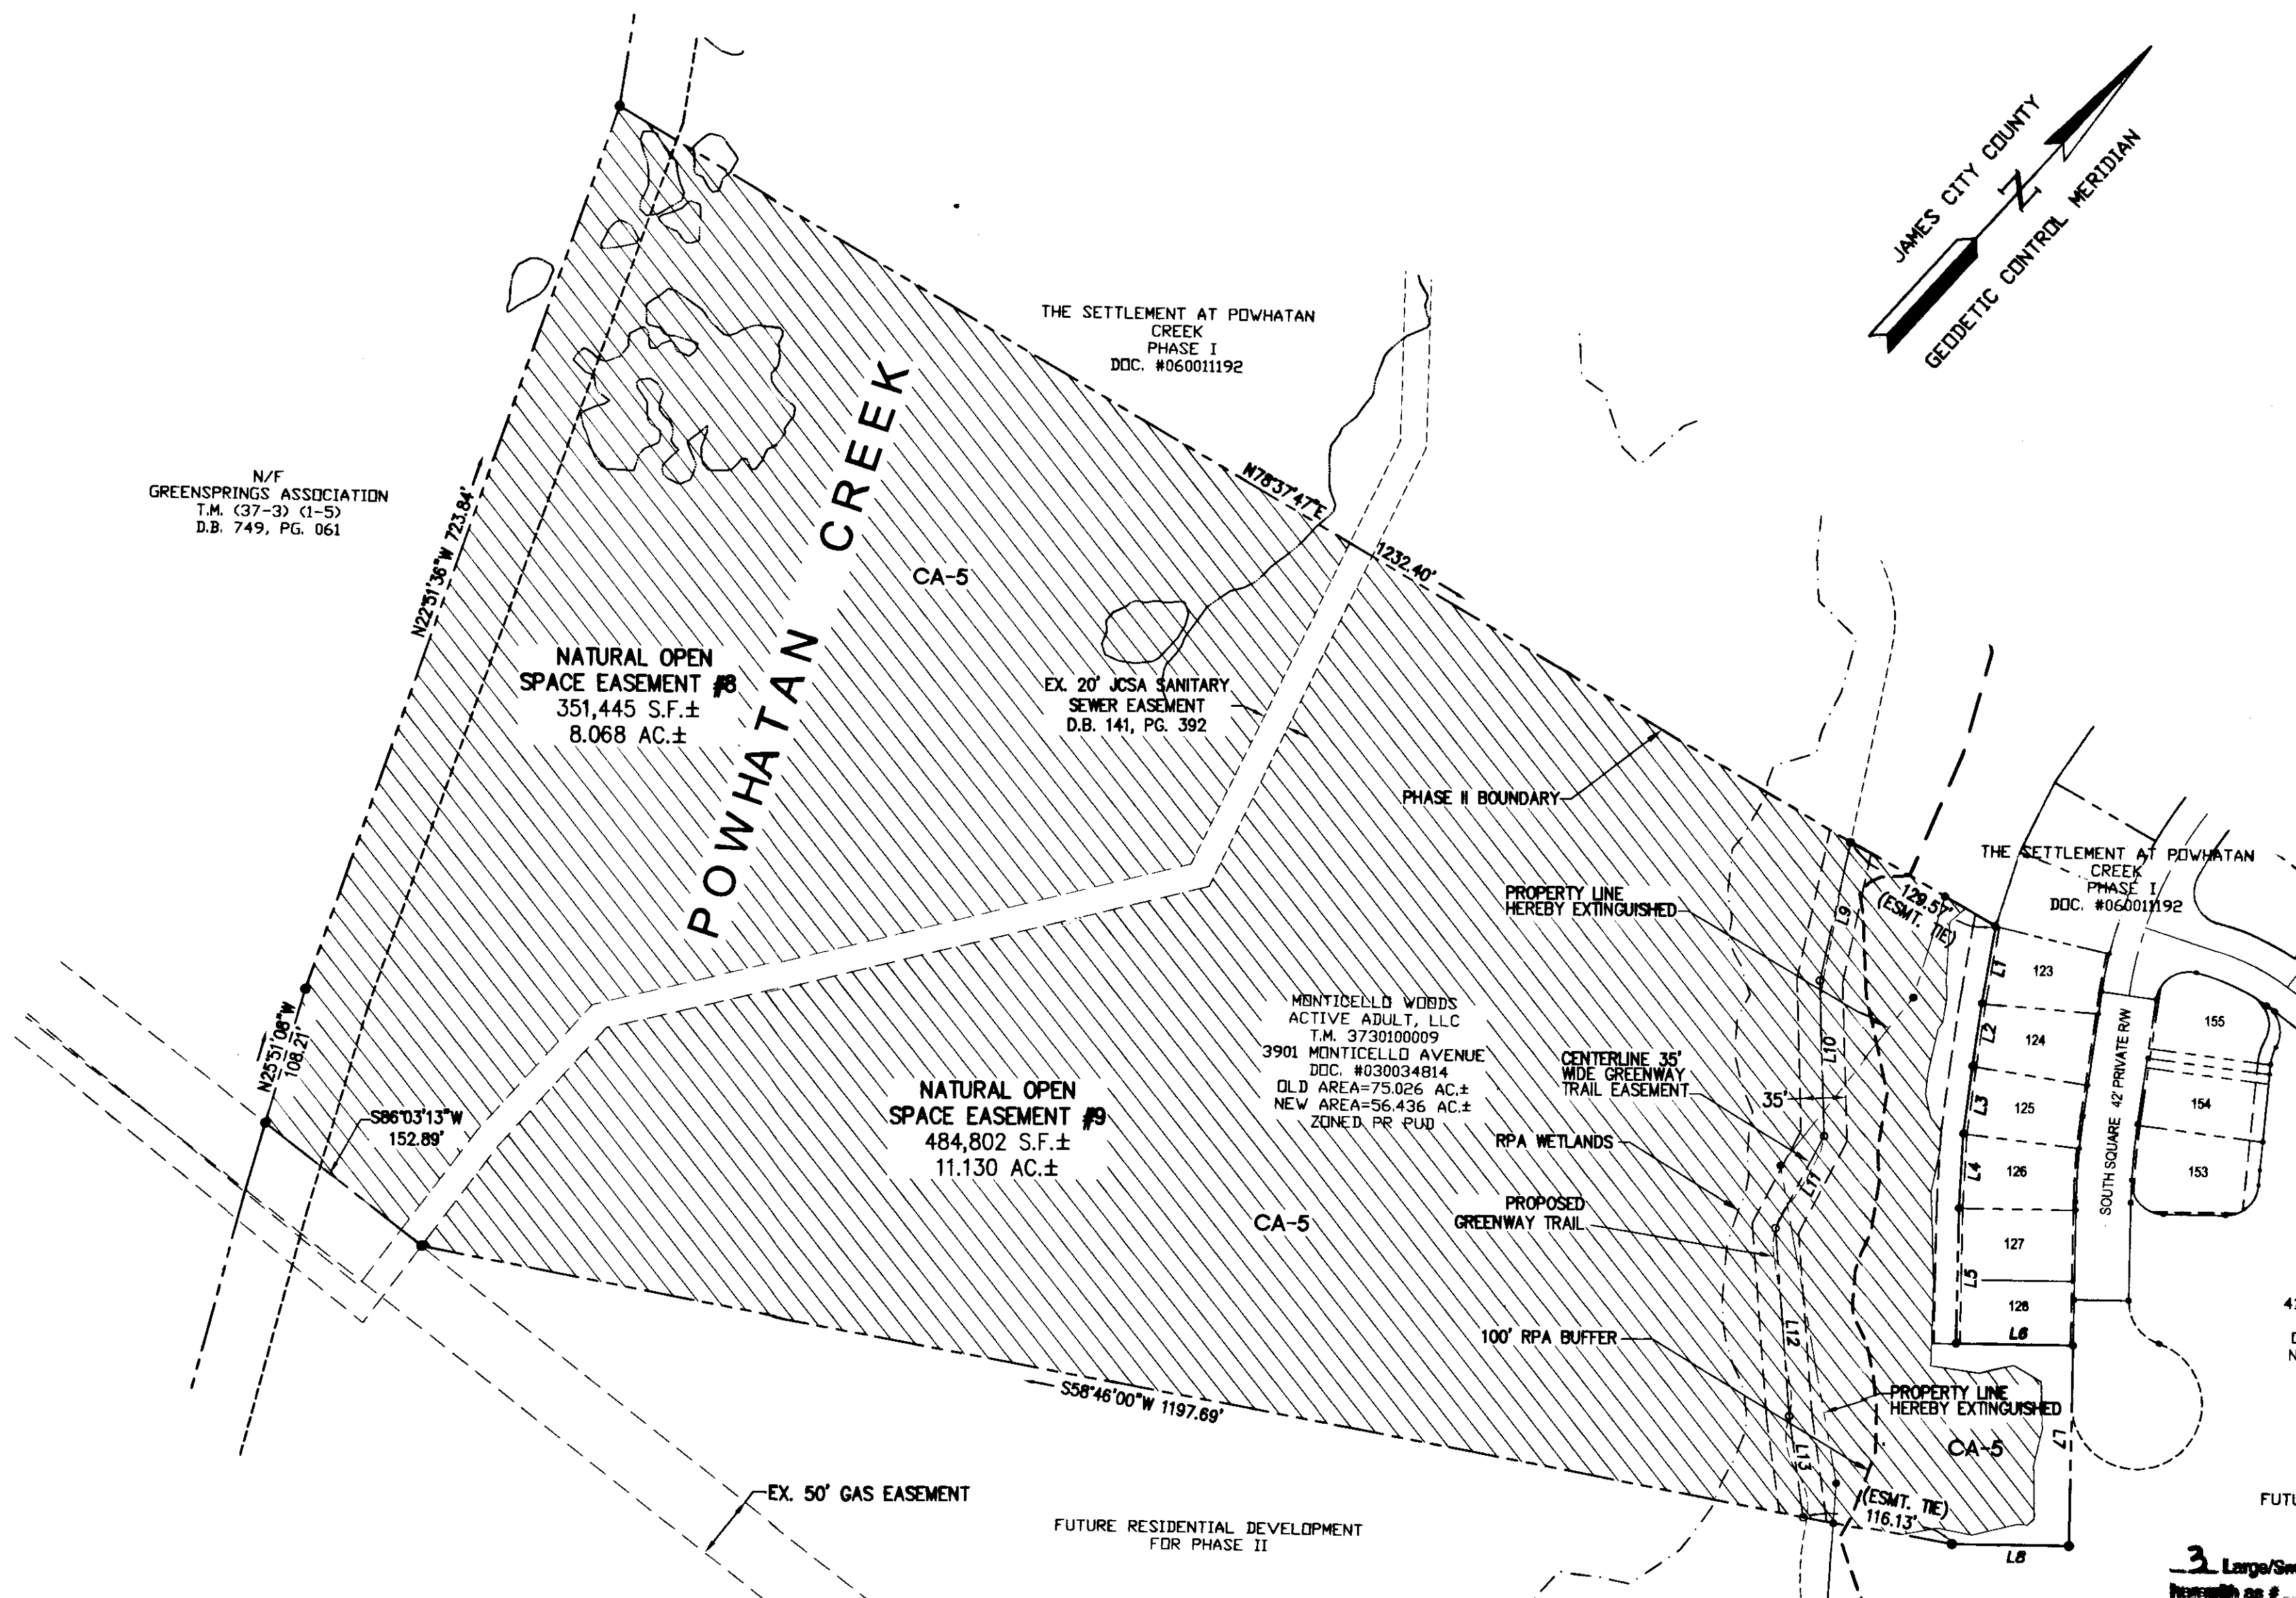 JAMES CITY COUNTY
N
GEODETIC CONTROL MERIDIAN
THE SETTLEMENT AT POWHATAN
CREEK
PHASE I
DOC. #060011192
N/F
GREENSPRINGS ASSOCIATION
T.M. (37-3) (1-5)
D.B. 749, PG. 061
N22°51'36"W 723.84'
N78°37'47"E
1232.40'
POWHATAN CREEK
CA-5
NATURAL OPEN
SPACE EASEMENT #8
351,445 S.F.±
8.068 AC.±
EX. 20' JCSA SANITARY
SEWER EASEMENT
D.B. 141, PG. 392
PHASE II BOUNDARY
PROPERTY LINE
HEREBY EXTINGUISHED
L9
129.57'
(ESMT. TIE)
THE SETTLEMENT AT POWHATAN
CREEK
PHASE I
DOC. #060011192
L1
123
L2
124
L3
125
L4
126
127
L5
128
L6
SOUTH SQUARE 42' PRIVATE R/W
155
154
153
N25°51'08"W
108.21'
S86°03'13"W
152.89'
NATURAL OPEN
SPACE EASEMENT #9
484,802 S.F.±
11.130 AC.±
MONTICELLO WOODS
ACTIVE ADULT, LLC
T.M. 3730100009
3901 MONTICELLO AVENUE
DOC. #030034814
OLD AREA=75.026 AC.±
NEW AREA=56.436 AC.±
ZONED PR PUD
CENTERLINE 35'
WIDE GREENWAY
TRAIL EASEMENT
L10
35'
RPA WETLANDS
L11
PROPOSED
GREENWAY TRAIL
CA-5
100' RPA BUFFER
L12
PROPERTY LINE
HEREBY EXTINGUISHED
CA-5
L7
L13
S58°46'00"W 1197.69'
(ESMT. TIE)
116.13'
L8
EX. 50' GAS EASEMENT
FUTURE RESIDENTIAL DEVELOPMENT
FOR PHASE II
FUTU
3 Large/Sm
as #